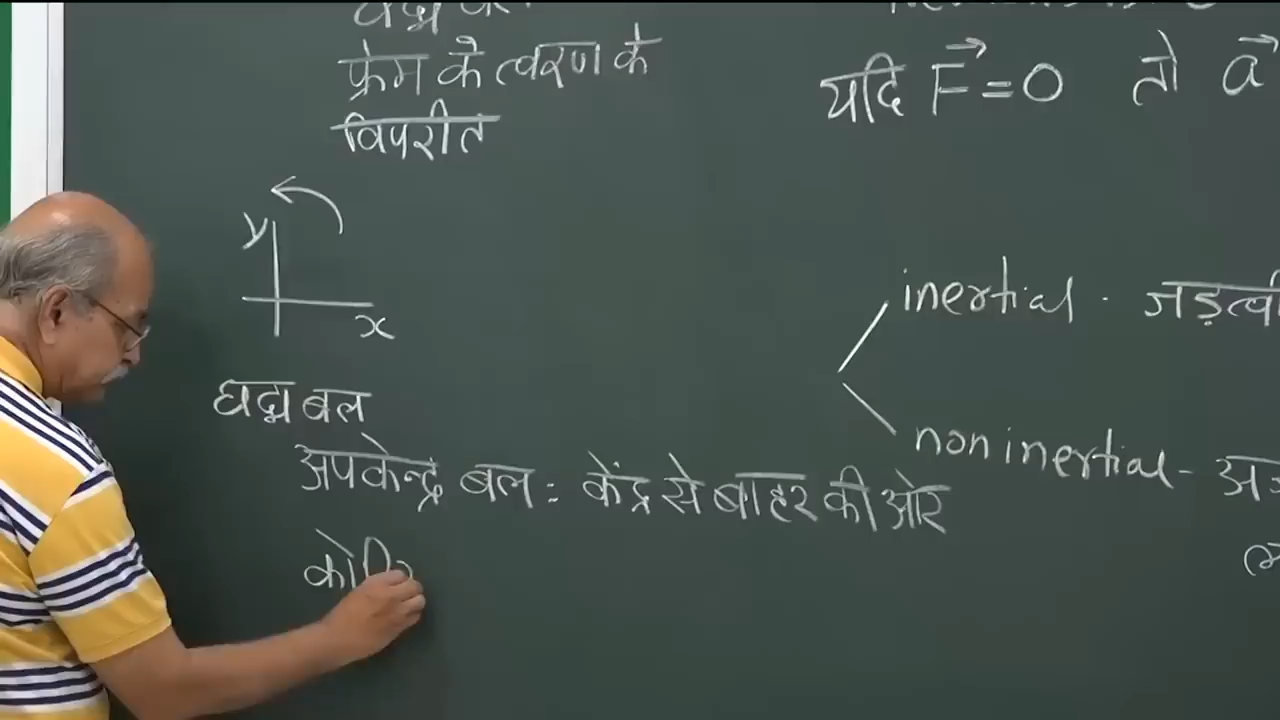 फ्रेम के त्वरण के
विपरीत
y
x
छद्म बल
अपकेन्द्र बल : केंद्र से बाहर की ओर
यदि F⃗ = 0 तो a⃗
inertial - जड़त्वी
non inertial -